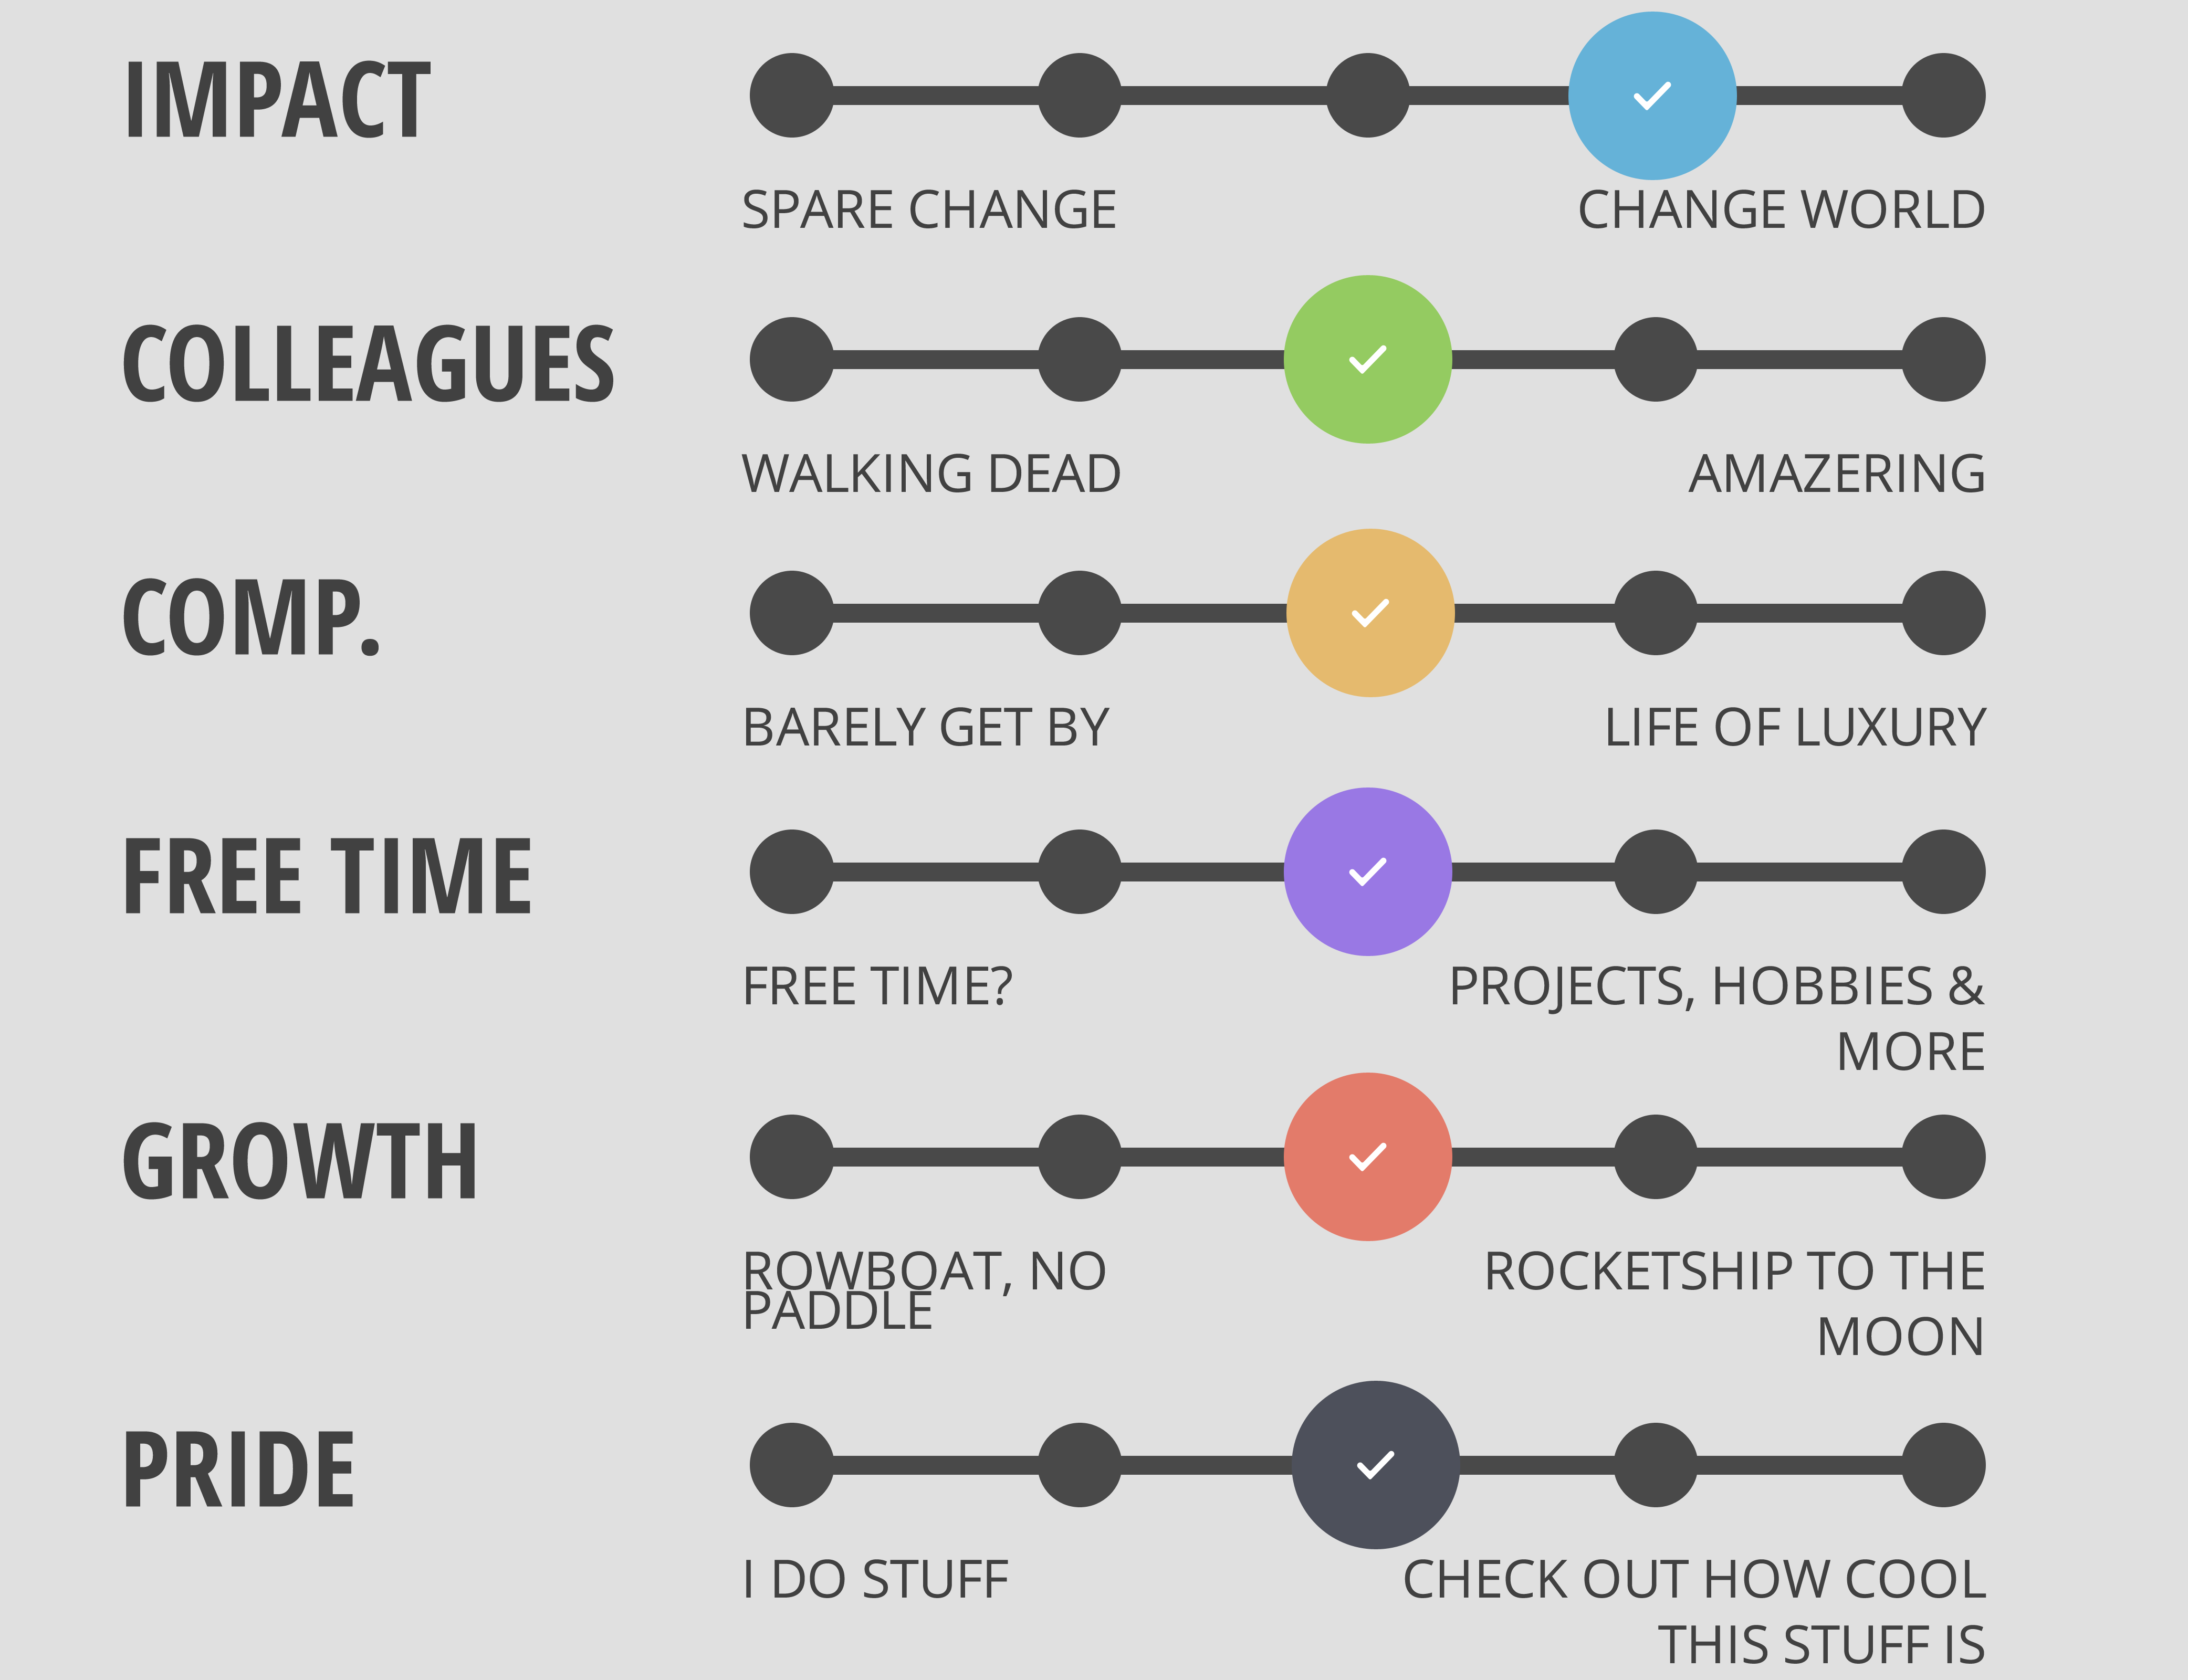 IMPACT
SPARE CHANGE
CHANGE WORLD
COLLEAGUES
WALKING DEAD
AMAZERING
COMP.
BARELY GET BY
LIFE OF LUXURY
FREE TIME
FREE TIME?
PROJECTS, HOBBIES &
MORE
GROWTH
ROWBOAT, NO
PADDLE
ROCKETSHIP TO THE
MOON
PRIDE
I DO STUFF
CHECK OUT HOW COOL
THIS STUFF IS